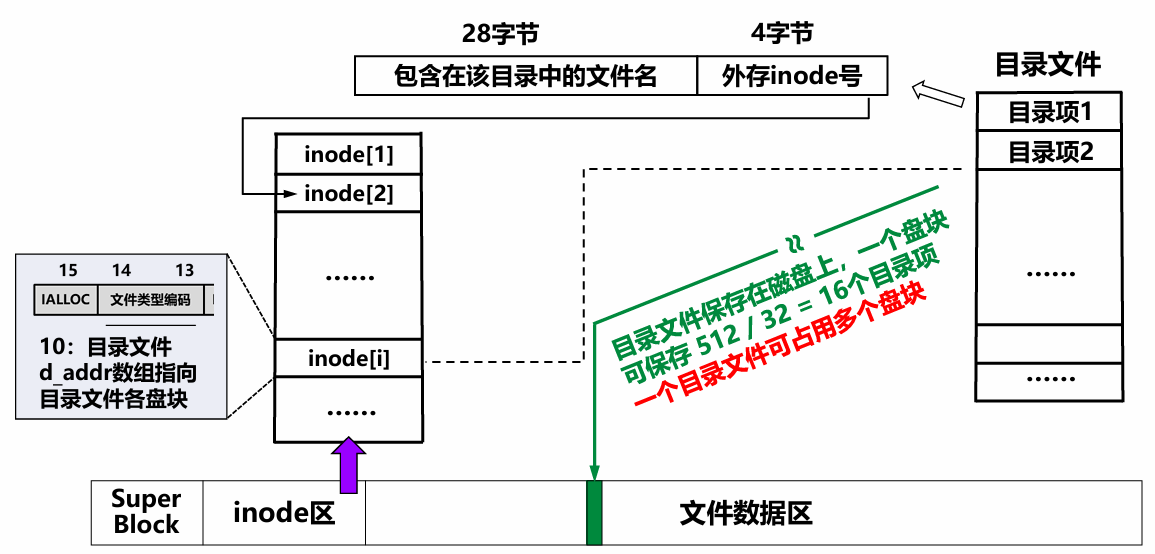 28字节
4字节
包含在该目录中的文件名
外存inode号
目录文件
目录项1
目录项2
……
……
inode[1]
inode[2]
……
inode[i]
……
15 14 13
IALLOC
文件类型编码
10：目录文件
d_addr数组指向
目录文件各盘块
≈
目录文件保存在磁盘上，一个盘块
可保存 512 / 32 = 16个目录项
一个目录文件可占用多个盘块
Super
Block
inode区
文件数据区